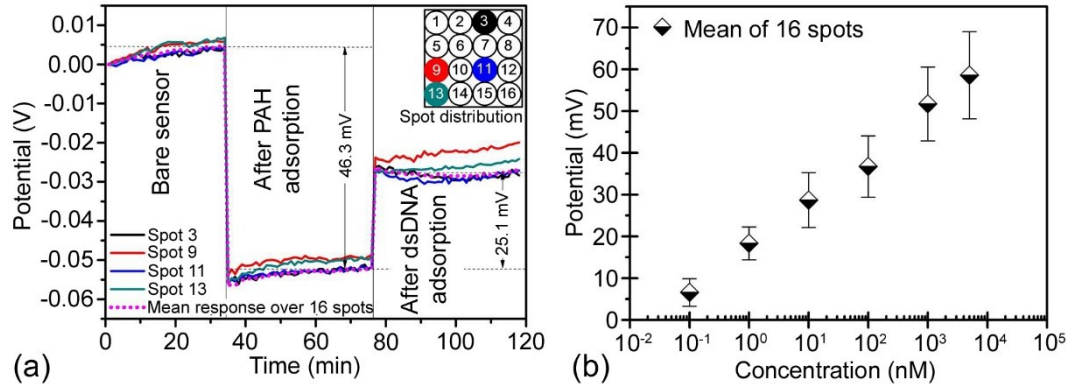 0.01
0.00
-0.01
-0.02
-0.03
-0.04
-0.05
-0.06
Potential (V)
0 20 40 60 80 100 120
Time (min)
(a)
Bare sensor
After PAH
adsorption
46.3 mV
After dsDNA
adsorption
-25.1 mV
1 2 3 4
5 6 7 8
9 10 11 12
13 14 15 16
Spot distribution
Spot 3
Spot 9
Spot 11
Spot 13
Mean response over 16 spots
70
60
50
40
30
20
10
0
Potential (mV)
Mean of 16 spots
10⁻² 10⁻¹ 10⁰ 10¹ 10² 10³ 10⁴ 10⁵
Concentration (nM)
(b)